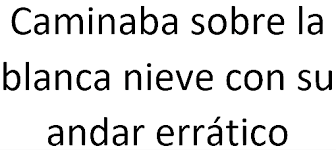 Caminaba sobre la
blanca nieve con su
andar errático